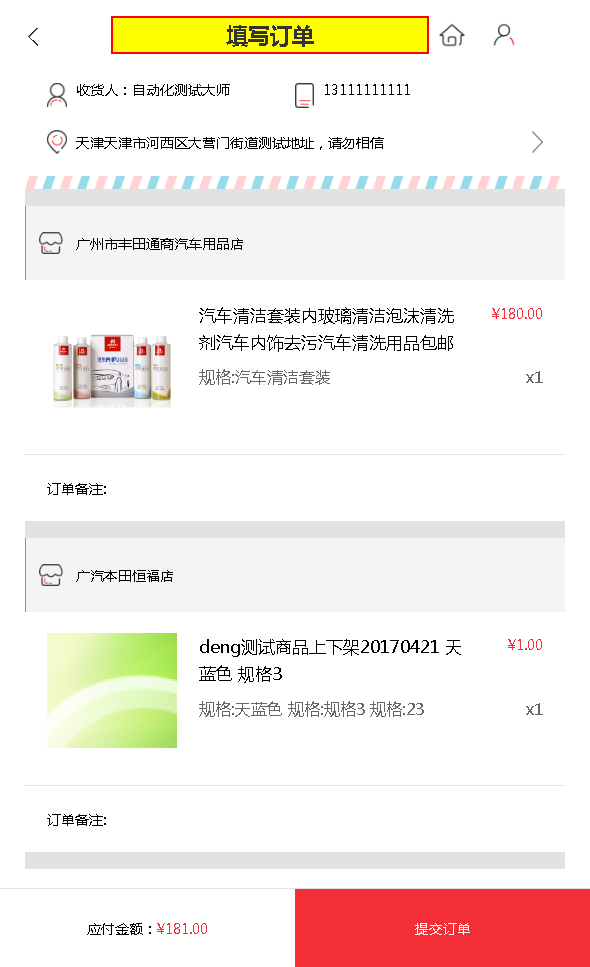 填写订单
收货人：自动化测试大师
13111111111
天津天津市河西区大营门街道测试地址，请勿相信
广州市丰田通商汽车用品店
汽车清洁套装内玻璃清洁泡沫清洗
剂汽车内饰去污汽车清洗用品包邮
¥180.00
规格:汽车清洁套装
x1
订单备注:
广汽本田恒福店
deng测试商品上下架20170421 天
蓝色 规格3
¥1.00
规格:天蓝色 规格:规格3 规格:23
x1
订单备注:
应付金额：¥181.00
提交订单